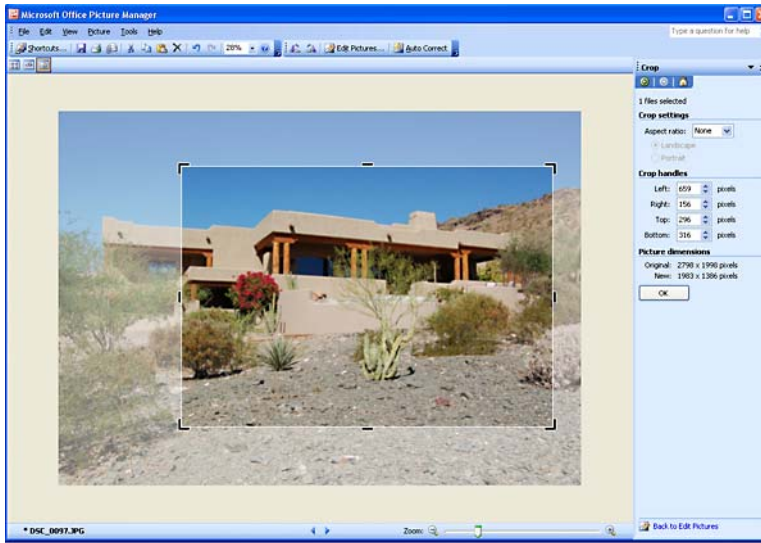 Microsoft Office Picture Manager
File Edit View Picture Tools Help
Type a question for help
Shortcuts... 28% Edit Pictures... Auto Correct
Crop
1 files selected
Crop settings
Aspect ratio: None
Landscape
Portrait
Crop handles
Left: 659 pixels
Right: 156 pixels
Top: 296 pixels
Bottom: 316 pixels
Picture dimensions
Original: 2798 x 1998 pixels
New: 1983 x 1386 pixels
OK
Back to Edit Pictures
* DSC_0097.JPG
Zoom: